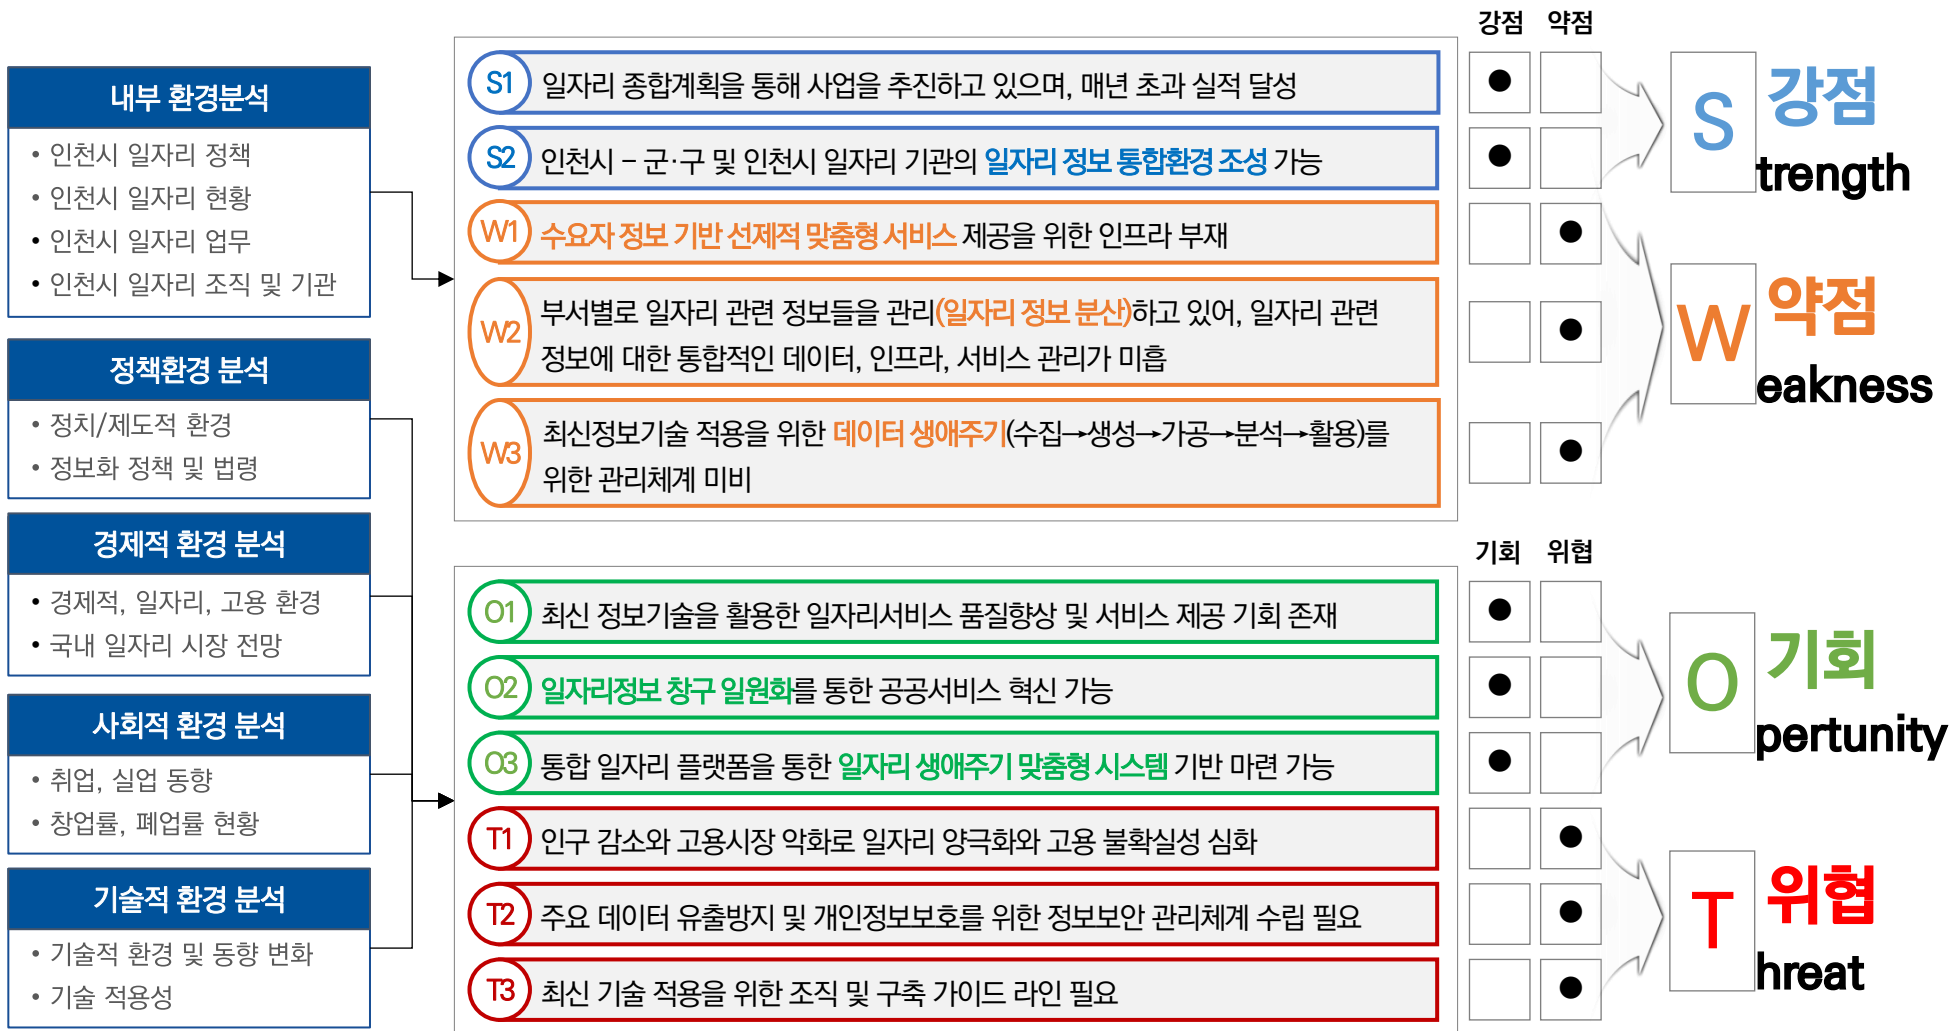 내부 환경분석
• 인천시 일자리 정책
• 인천시 일자리 현황
• 인천시 일자리 업무
• 인천시 일자리 조직 및 기관
정책환경 분석
• 정치/제도적 환경
• 정보화 정책 및 법령
경제적 환경 분석
• 경제적, 일자리, 고용 환경
• 국내 일자리 시장 전망
사회적 환경 분석
• 취업, 실업 동향
• 창업률, 폐업률 현황
기술적 환경 분석
• 기술적 환경 및 동향 변화
• 기술 적용성
강점 약점
S1 일자리 종합계획을 통해 사업을 추진하고 있으며, 매년 초과 실적 달성
S2 인천시 – 군·구 및 인천시 일자리 기관의 일자리 정보 통합환경 조성 가능
W1 수요자 정보 기반 선제적 맞춤형 서비스 제공을 위한 인프라 부재
W2 부서별로 일자리 관련 정보들을 관리(일자리 정보 분산)하고 있어, 일자리 관련
정보에 대한 통합적인 데이터, 인프라, 서비스 관리가 미흡
W3 최신정보기술 적용을 위한 데이터 생애주기(수집→생성→가공→분석→활용)를
위한 관리체계 미비
기회 위협
O1 최신 정보기술을 활용한 일자리서비스 품질향상 및 서비스 제공 기회 존재
O2 일자리정보 창구 일원화를 통한 공공서비스 혁신 가능
O3 통합 일자리 플랫폼을 통한 일자리 생애주기 맞춤형 시스템 기반 마련 가능
T1 인구 감소와 고용시장 악화로 일자리 양극화와 고용 불확실성 심화
T2 주요 데이터 유출방지 및 개인정보보호를 위한 정보보안 관리체계 수립 필요
T3 최신 기술 적용을 위한 조직 및 구축 가이드 라인 필요
강점
S trength
약점
W eakness
기회
O pertunity
위협
T hreat